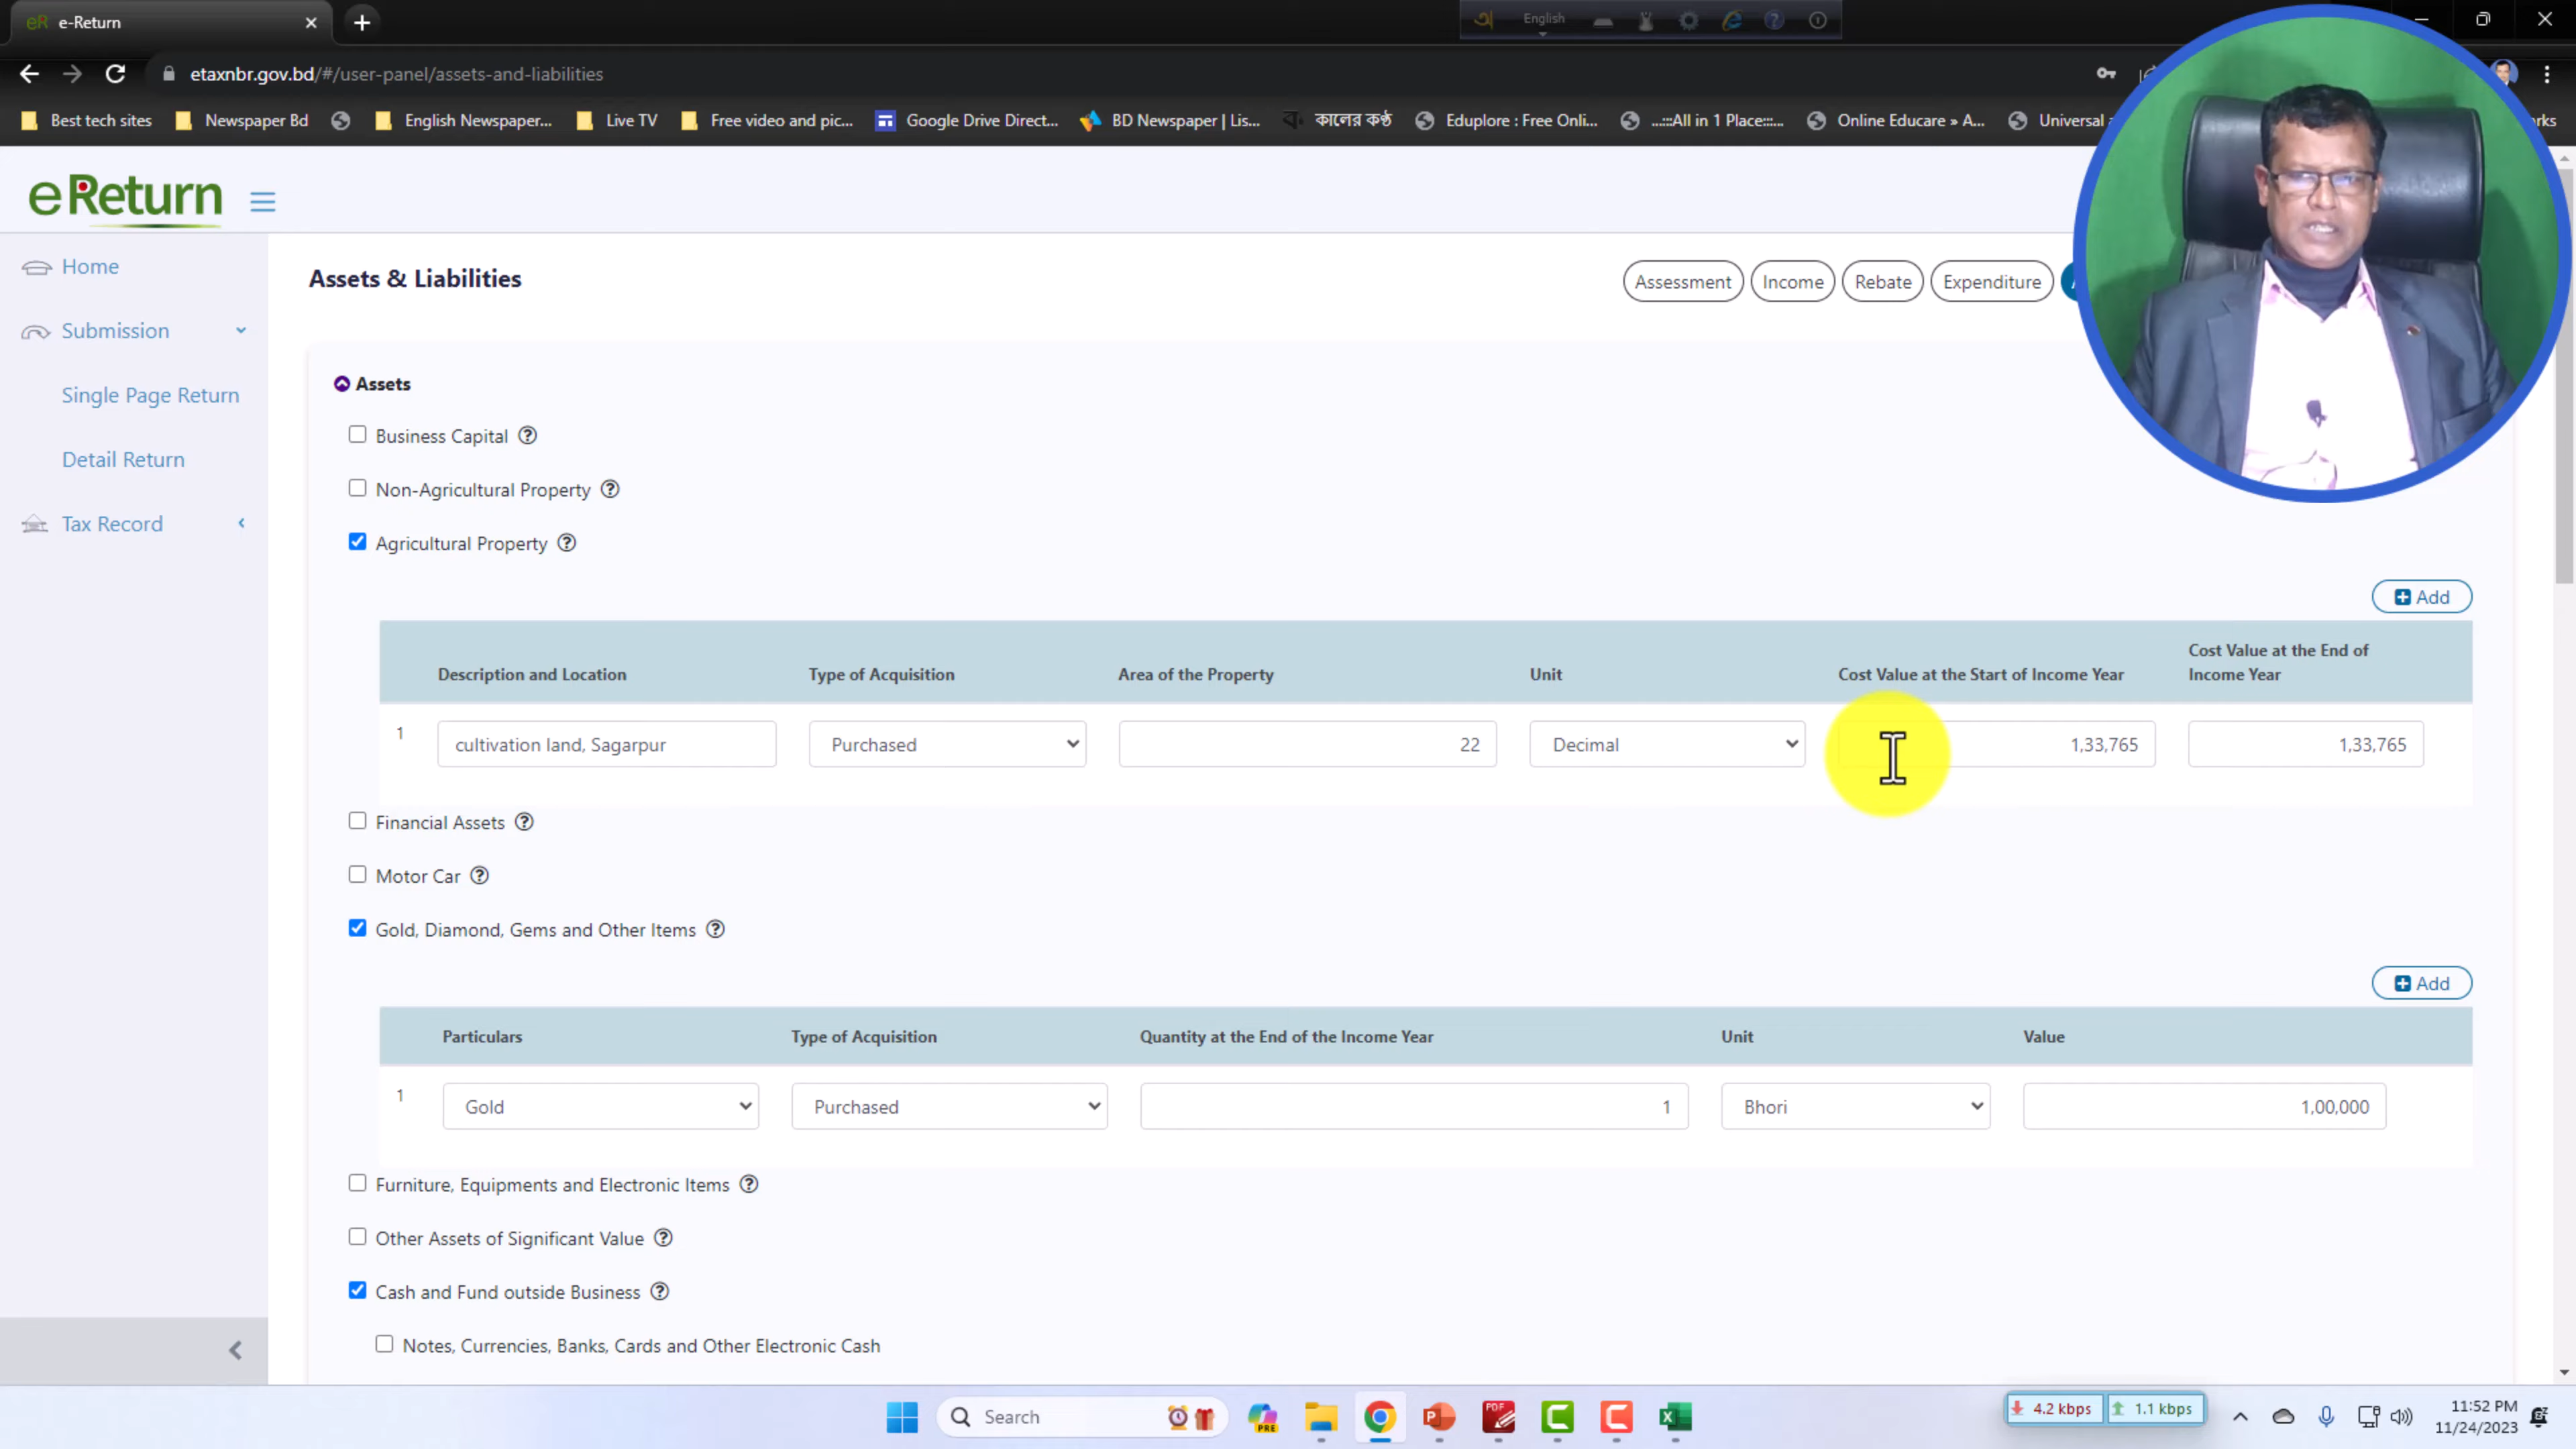 eR e-Return
English
etaxnbr.gov.bd/#/user-panel/assets-and-liabilities
Best tech sites Newspaper Bd English Newspaper... Live TV Free video and pic... Google Drive Direct... BD Newspaper | Lis... কালের কণ্ঠ Eduplore : Free Onli... ...:::All in 1 Place:::... Online Educare » A... Universal
eReturn
Home
Submission
Single Page Return
Detail Return
Tax Record
Assets & Liabilities
Assessment Income Rebate Expenditure
Assets
Business Capital
Non-Agricultural Property
Agricultural Property
Add
Description and Location Type of Acquisition Area of the Property Unit Cost Value at the Start of Income Year Cost Value at the End of Income Year
1 cultivation land, Sagarpur Purchased 22 Decimal 1,33,765 1,33,765
Financial Assets
Motor Car
Gold, Diamond, Gems and Other Items
Add
Particulars Type of Acquisition Quantity at the End of the Income Year Unit Value
1 Gold Purchased 1 Bhori 1,00,000
Furniture, Equipments and Electronic Items
Other Assets of Significant Value
Cash and Fund outside Business
Notes, Currencies, Banks, Cards and Other Electronic Cash
Search
PRE
PDF
4.2 kbps 1.1 kbps
11:52 PM
11/24/2023